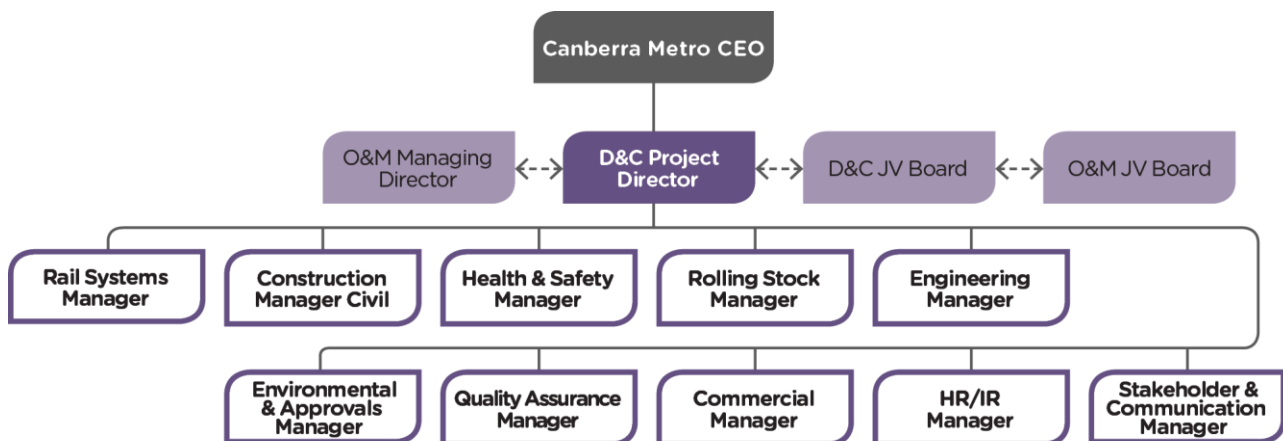 Canberra Metro CEO
O&M Managing
Director
D&C Project
Director
D&C JV Board
O&M JV Board
Rail Systems
Manager
Construction
Manager Civil
Health & Safety
Manager
Rolling Stock
Manager
Engineering
Manager
Environmental
& Approvals
Manager
Quality Assurance
Manager
Commercial
Manager
HR/IR
Manager
Stakeholder &
Communication
Manager